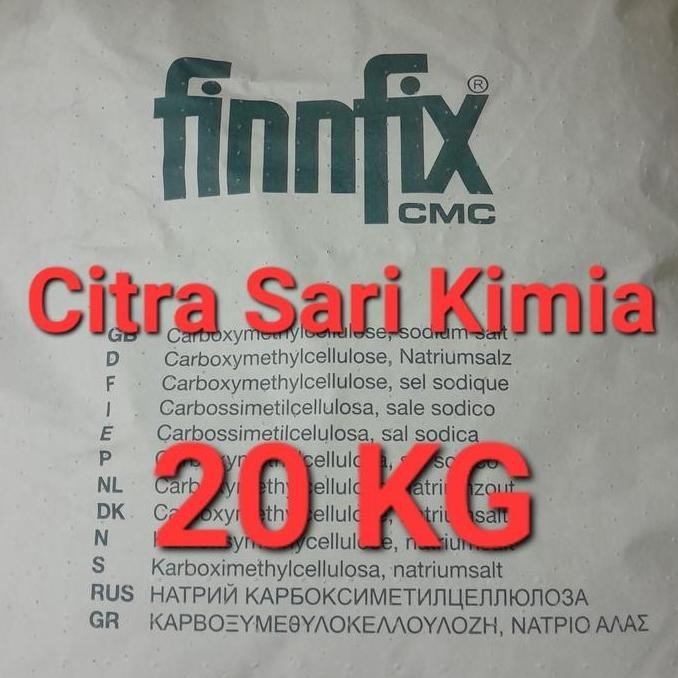 finnfix®
CMC
Citra Sari Kimia
GB Carboxymethylcellulose, sodium salt
D Carboxymethylcellulose, Natriumsalz
F Carboxymethylcellulose, sel sodique
I Carbossimetilcellulosa, sale sodico
E Carbossimetilcelulosa, sal sodica
P
20 KG
NL
DK
N
S Karboximethylcellulosa, natriumsalt
RUS НАТРИЙ КАРБОКСИМЕТИЛЦЕЛЛЮЛОЗА
GR ΚΑΡΒΟΞΥΜΕΘΥΛΟΚΕΛΛΟΥΛΟΖΗ, ΝΑΤΡΙΟ ΑΛΑΣ